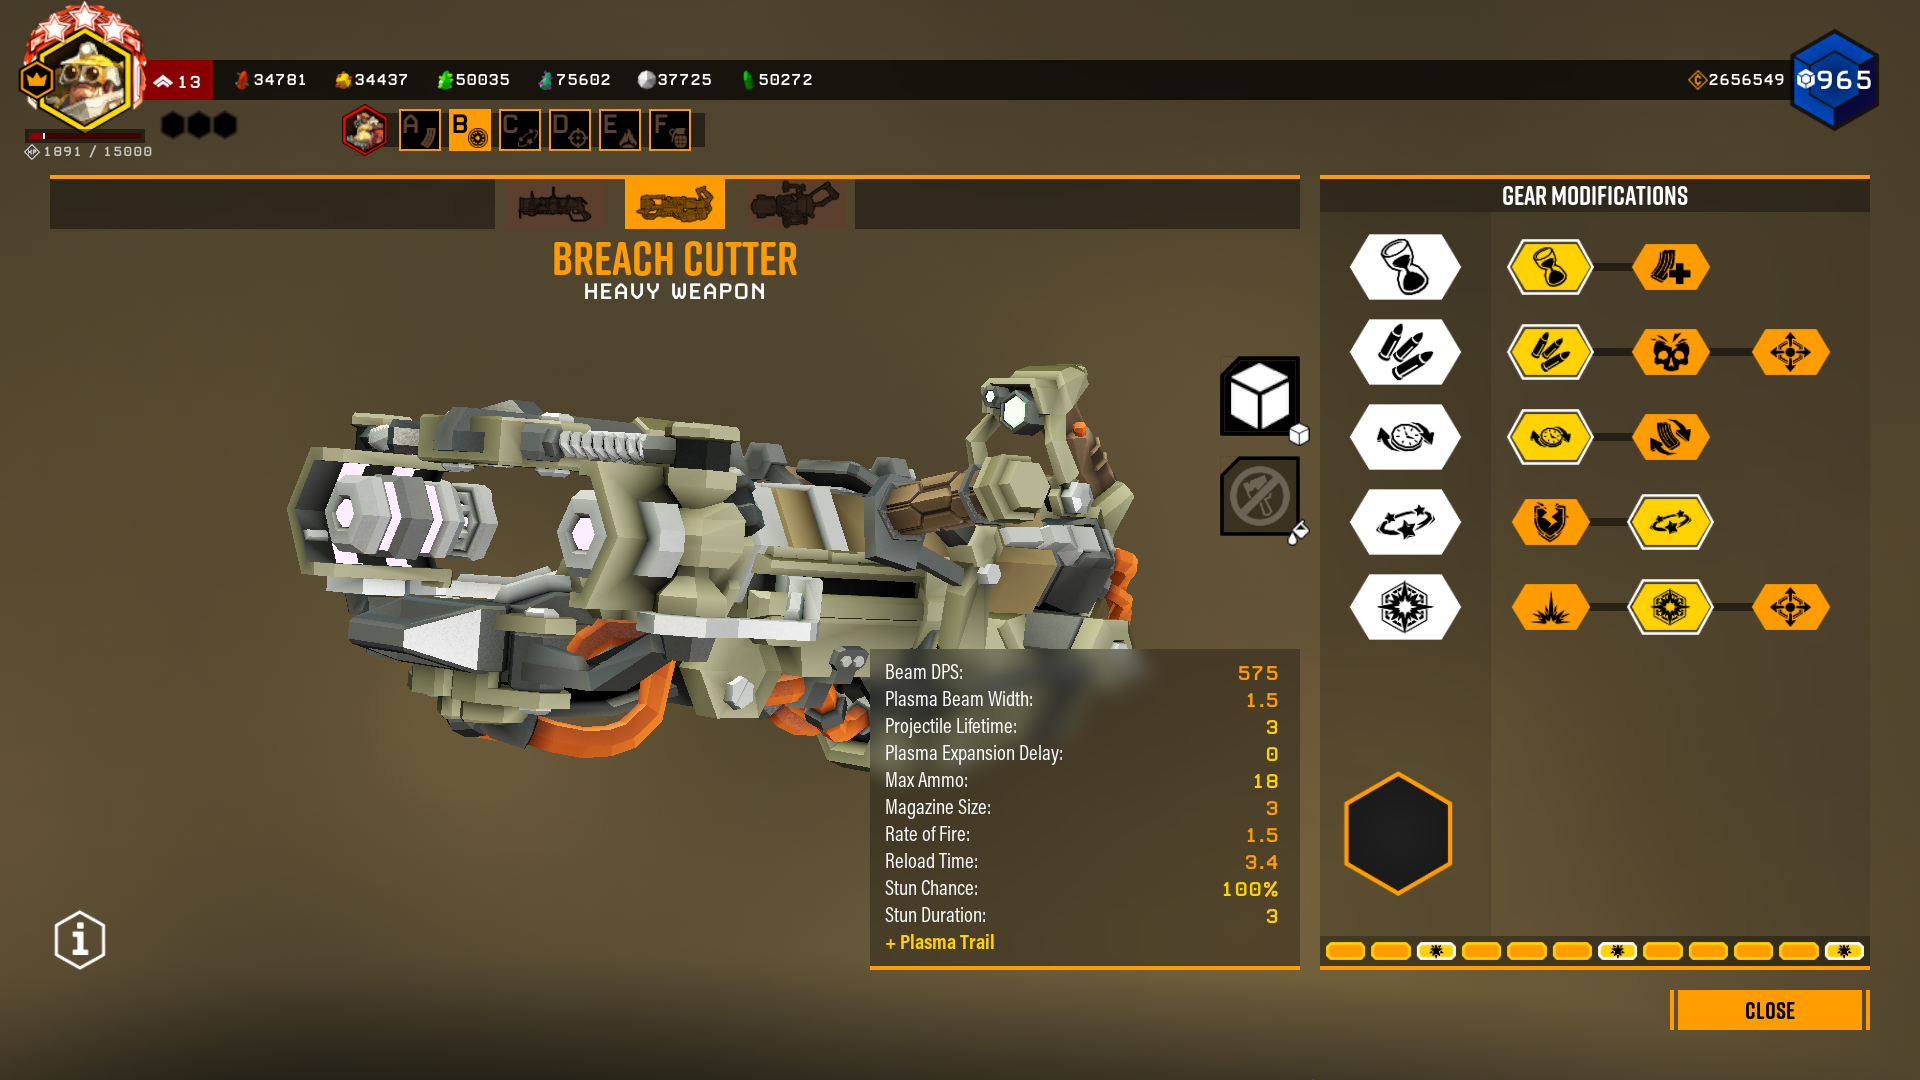 13 34781 34437 50035 75602 37725 50272 2656549 965
1891 / 15000
A B C D E F
BREACH CUTTER
HEAVY WEAPON
GEAR MODIFICATIONS
Beam DPS: 575
Plasma Beam Width: 1.5
Projectile Lifetime: 3
Plasma Expansion Delay: 0
Max Ammo: 18
Magazine Size: 3
Rate of Fire: 1.5
Reload Time: 3.4
Stun Chance: 100%
Stun Duration: 3
+ Plasma Trail
CLOSE